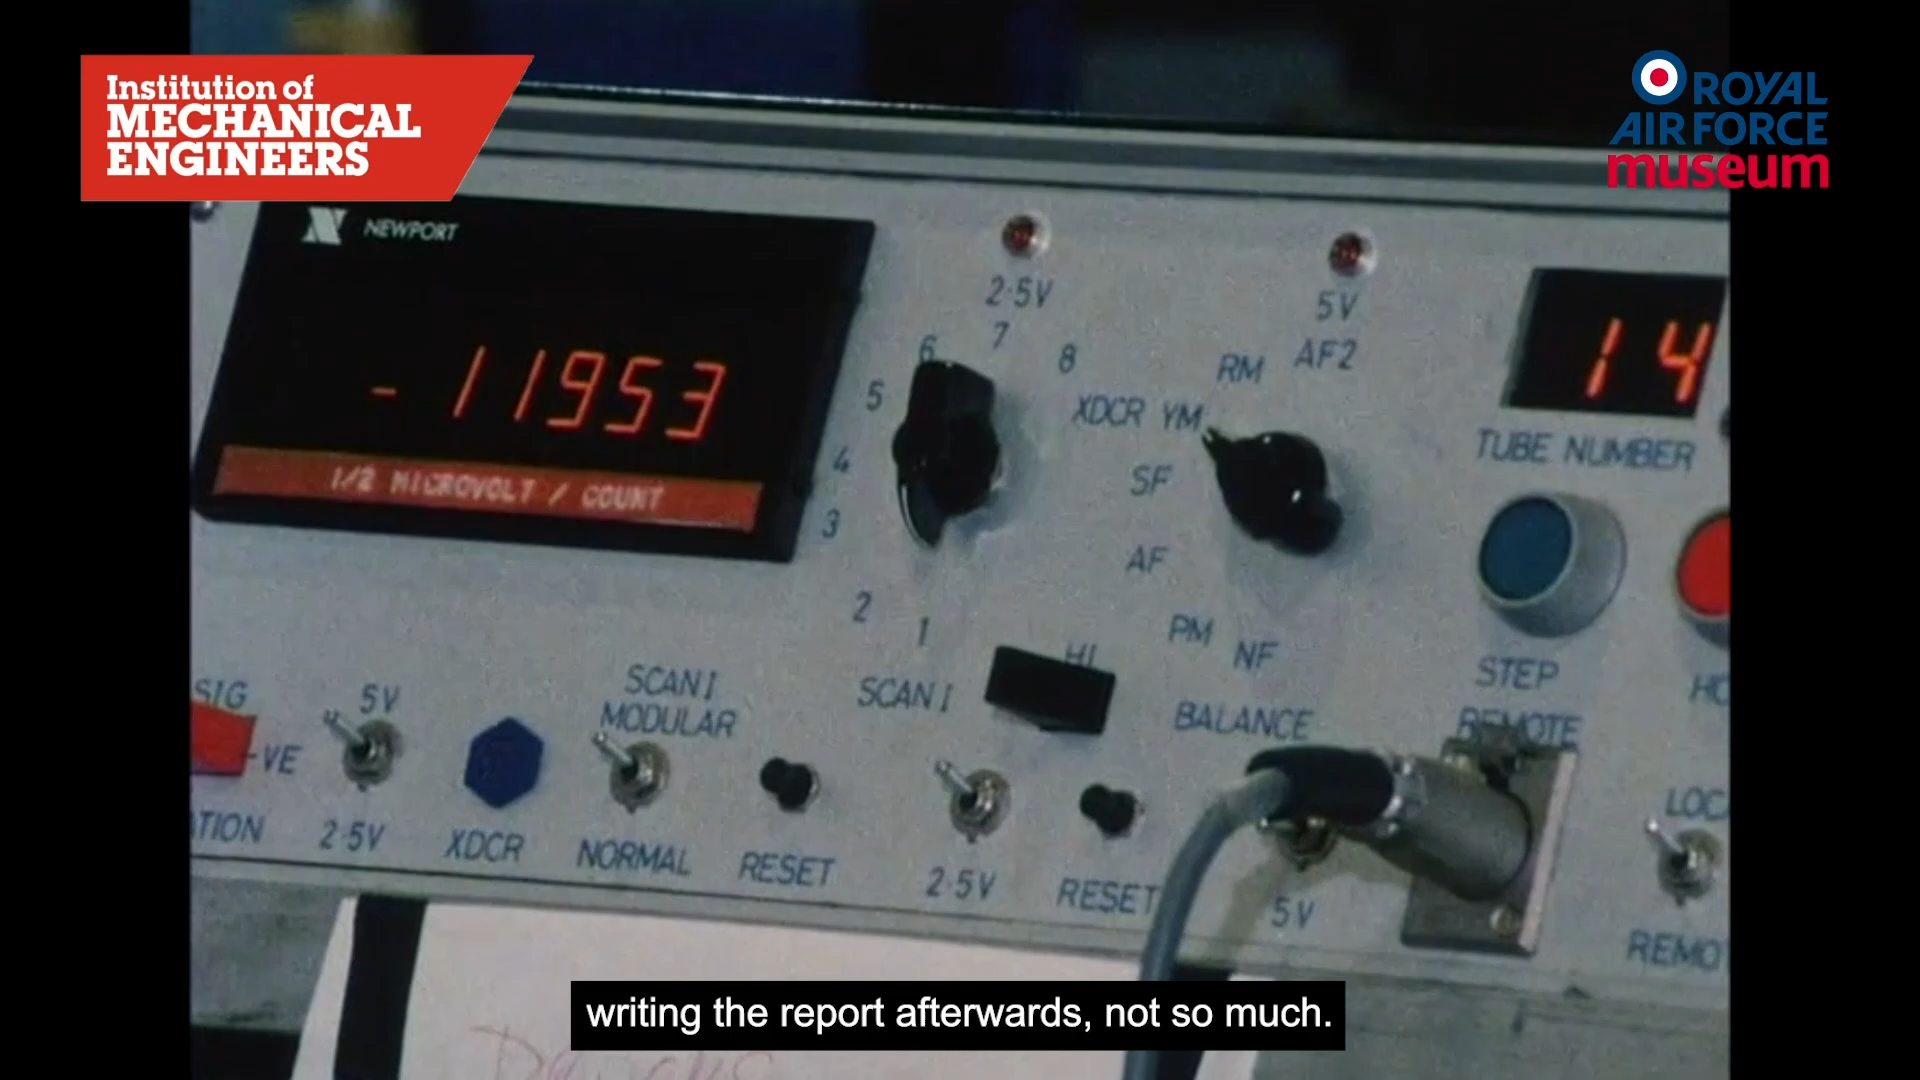 Institution of
MECHANICAL
ENGINEERS
ROYAL
AIR FORCE
museum
NEWPORT
-11953
1/2 MICROVOLT / COUNT
2·5V
5V
14
TUBE NUMBER
1
2
3
4
5
6
7
8
XDCR YM
RM
AF2
SF
AF
PM
NF
SCAN 1
HI
BALANCE
STEP
REMOTE
SIG
-VE
5V
2·5V
XDCR
SCAN 1
MODULAR
NORMAL
RESET
2·5V
RESET
5V
writing the report afterwards, not so much.